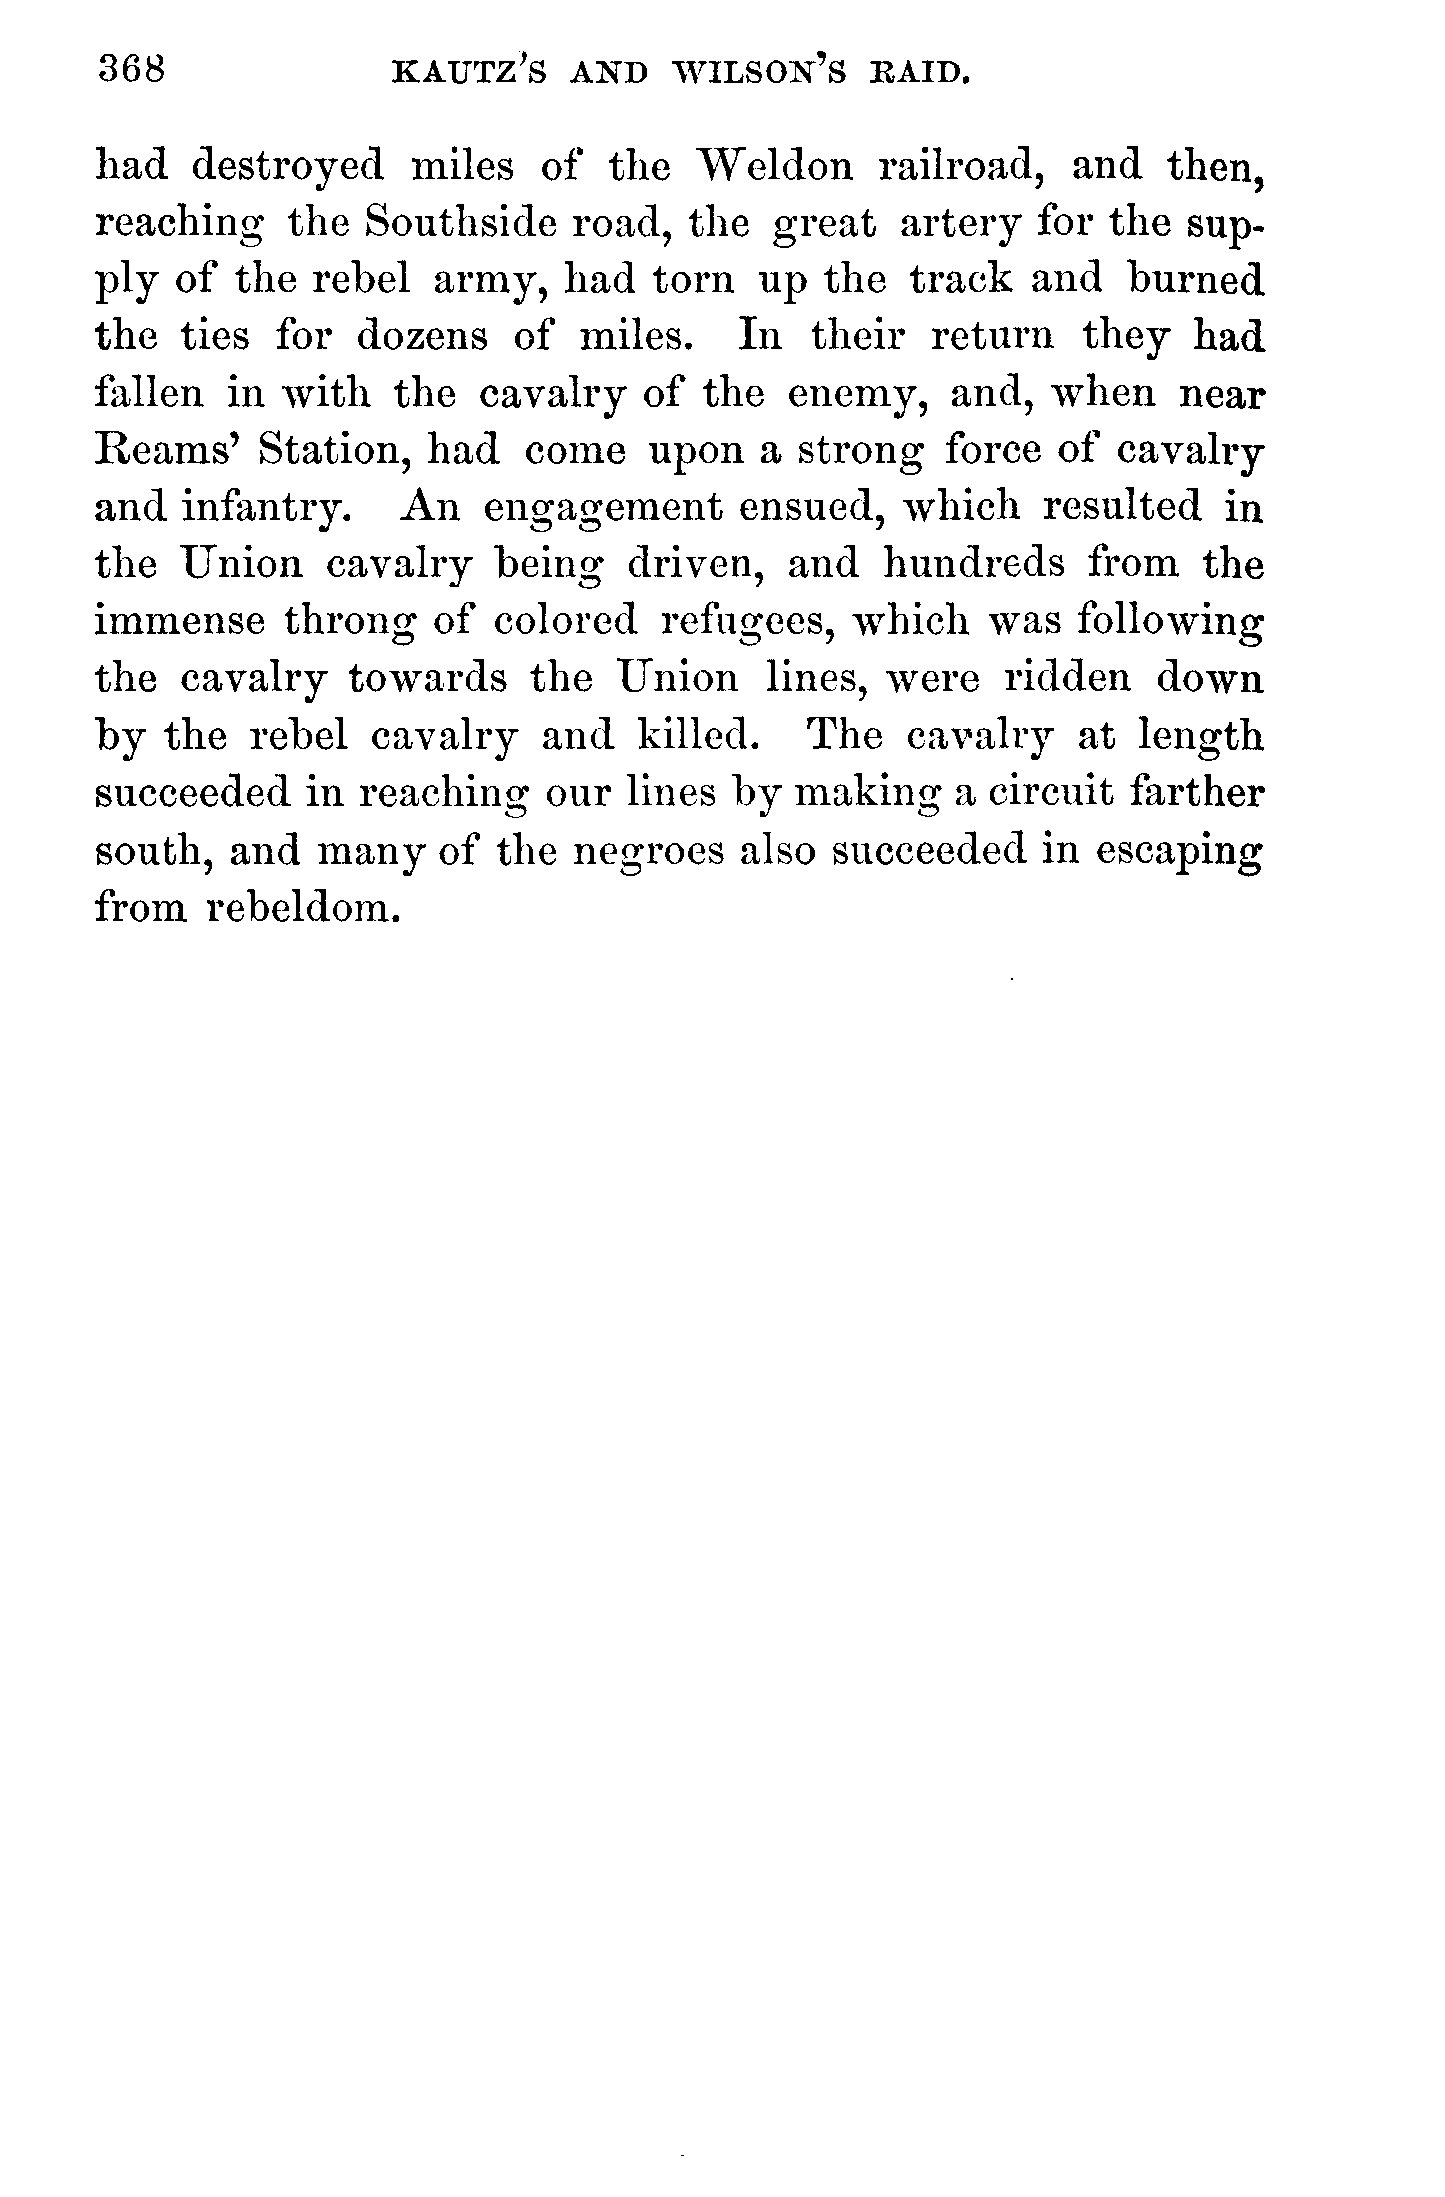 368 KAUTZ'S AND WILSON'S RAID.
had destroyed miles of the Weldon railroad, and then,
reaching the Southside road, the great artery for the sup-
ply of the rebel army, had torn up the track and burned
the ties for dozens of miles. In their return they had
fallen in with the cavalry of the enemy, and, when near
Reams' Station, had come upon a strong force of cavalry
and infantry. An engagement ensued, which resulted in
the Union cavalry being driven, and hundreds from the
immense throng of colored refugees, which was following
the cavalry towards the Union lines, were ridden down
by the rebel cavalry and killed. The cavalry at length
succeeded in reaching our lines by making a circuit farther
south, and many of the negroes also succeeded in escaping
from rebeldom.